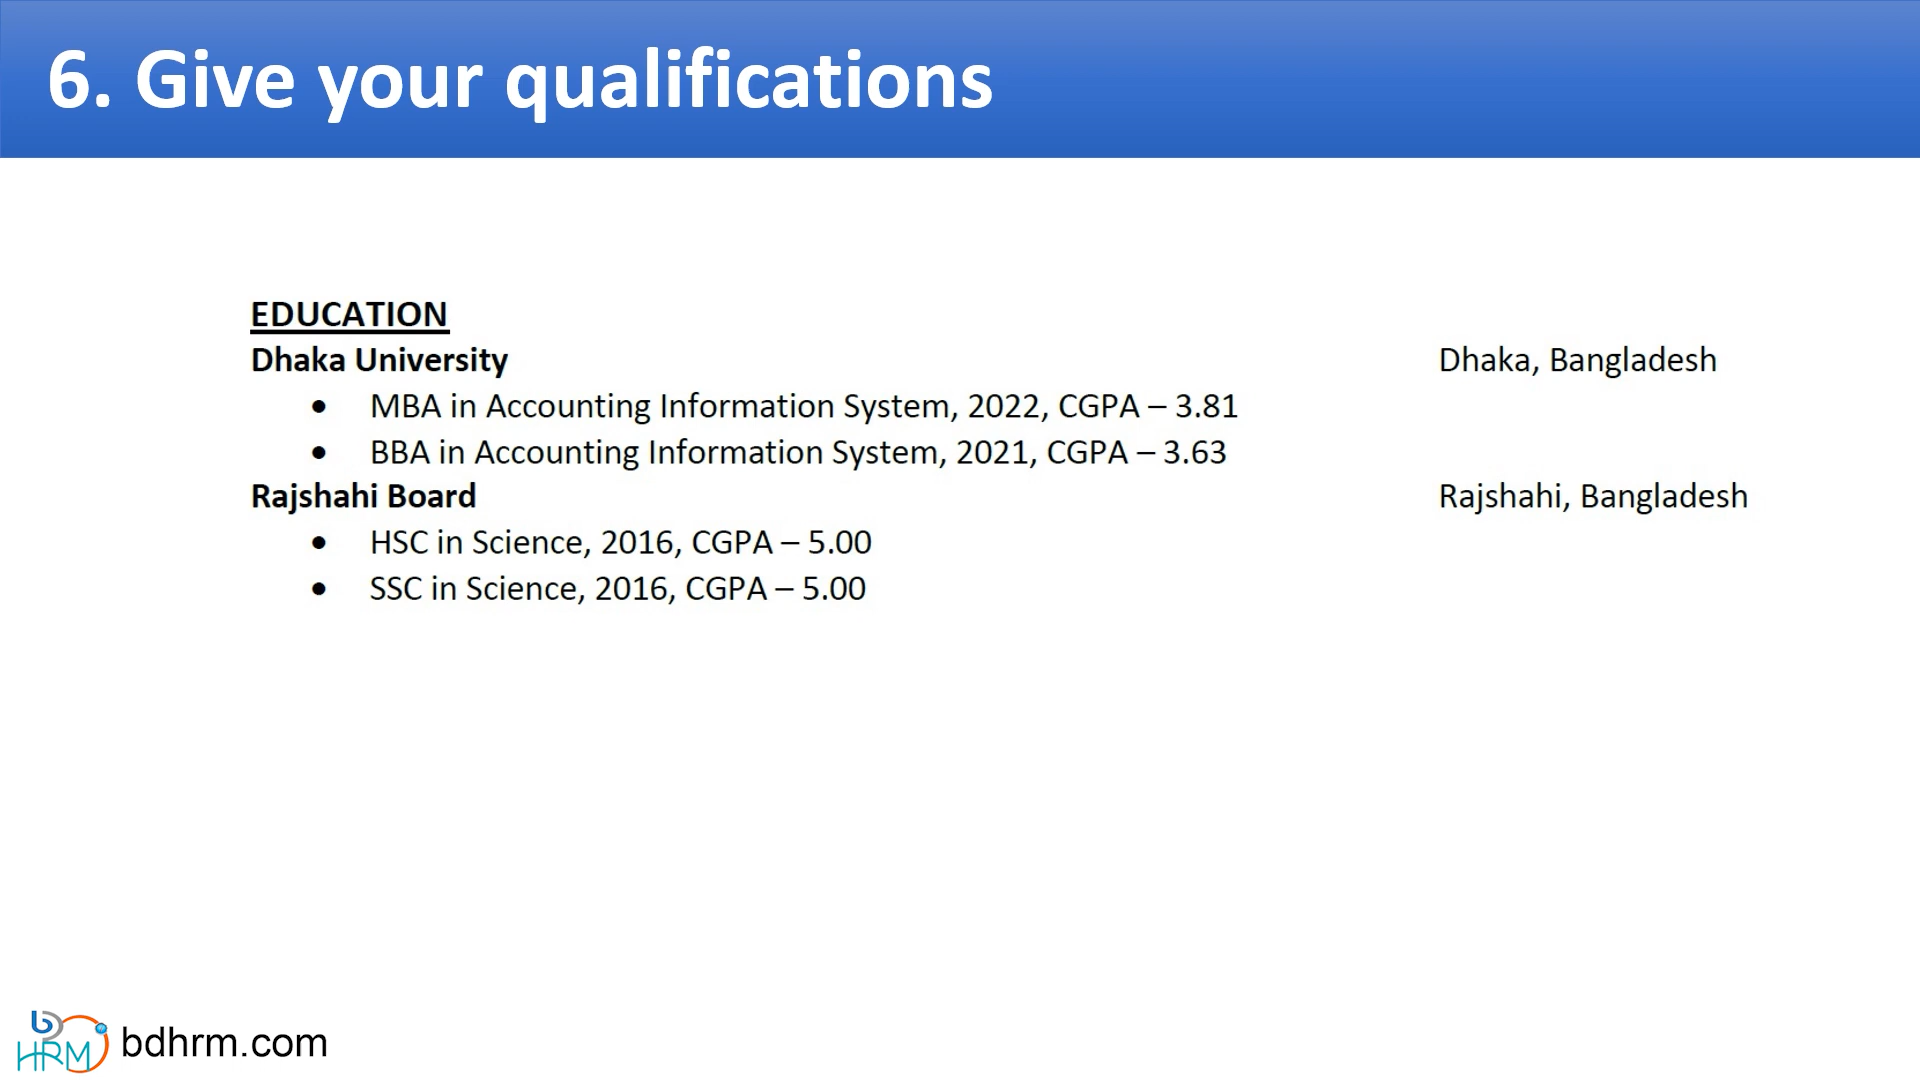 6. Give your qualifications
EDUCATION
Dhaka University Dhaka, Bangladesh
• MBA in Accounting Information System, 2022, CGPA – 3.81
• BBA in Accounting Information System, 2021, CGPA – 3.63
Rajshahi Board Rajshahi, Bangladesh
• HSC in Science, 2016, CGPA – 5.00
• SSC in Science, 2016, CGPA – 5.00
b HRM bdhrm.com